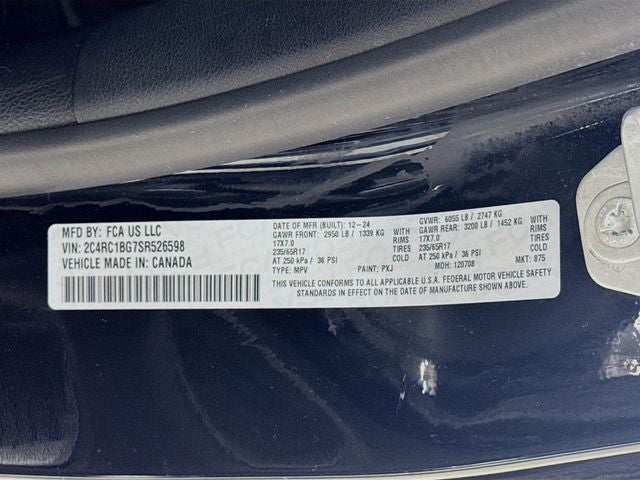 MFD BY: FCA US LLC
VIN: 2C4RC1BG7SR526598
VEHICLE MADE IN: CANADA
DATE OF MFR (BUILT): 12-24 GVWR: 6055 LB / 2747 KG
GAWR FRONT: 2950 LB / 1339 KG WITH GAWR REAR: 3200 LB / 1452 KG WITH
17X7.0 RIMS 17X7.0 RIMS
235/65R17 TIRES 235/65R17 TIRES
AT 250 kPa / 36 PSI COLD AT 250 kPa / 36 PSI COLD
TYPE: MPV PAINT: PXJ MDH: 120708 MKT: 875
THIS VEHICLE CONFORMS TO ALL APPLICABLE U.S.A. FEDERAL MOTOR VEHICLE SAFETY
STANDARDS IN EFFECT ON THE DATE OF MANUFACTURE SHOWN ABOVE.